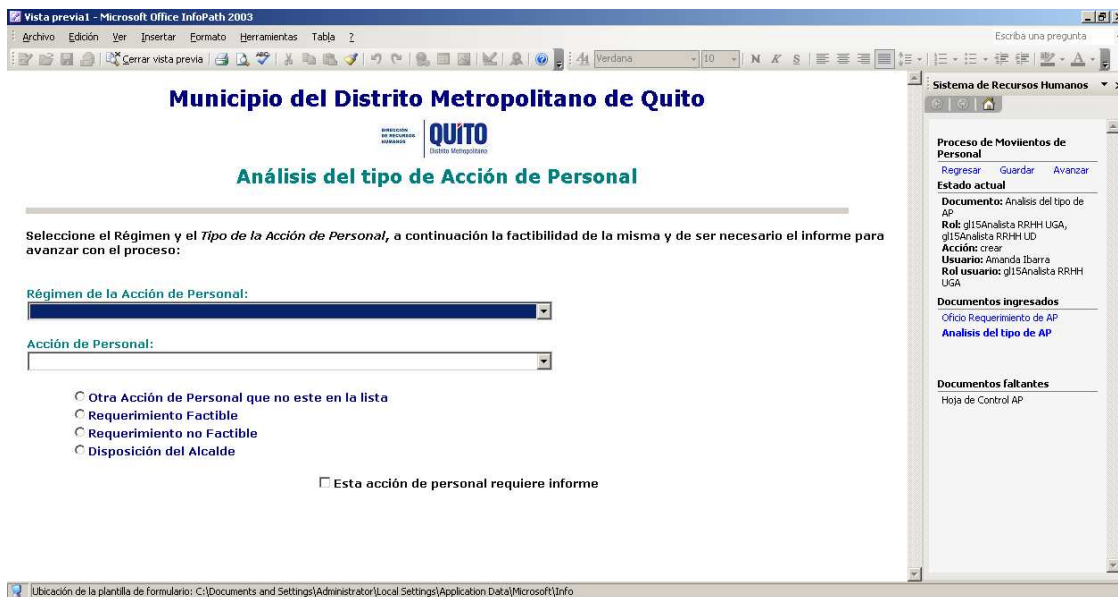 Vista previa1 - Microsoft Office InfoPath 2003
Archivo Edición Ver Insertar Formato Herramientas Tabla ?
Escriba una pregunta
Cerrar vista previa Verdana 10 N K S
Municipio del Distrito Metropolitano de Quito
DIRECCIÓN
DE RECURSOS
HUMANOS
QUITO
Distrito Metropolitano
Análisis del tipo de Acción de Personal
Seleccione el Régimen y el Tipo de la Acción de Personal, a continuación la factibilidad de la misma y de ser necesario el informe para
avanzar con el proceso:
Régimen de la Acción de Personal:
Acción de Personal:
Otra Acción de Personal que no este en la lista
Requerimiento Factible
Requerimiento no Factible
Disposición del Alcalde
Esta acción de personal requiere informe
Sistema de Recursos Humanos
Proceso de Moviientos de
Personal
Regresar Guardar Avanzar
Estado actual
Documento: Analisis del tipo de
AP
Rol: gl15Analista RRHH UGA,
gl15Analista RRHH UD
Acción: crear
Usuario: Amanda Ibarra
Rol usuario: gl15Analista RRHH
UGA
Documentos ingresados
Oficio Requerimiento de AP
Analisis del tipo de AP
Documentos faltantes
Hoja de Control AP
Ubicación de la plantilla de formulario: C:\Documents and Settings\Administrator\Local Settings\Application Data\Microsoft\Info